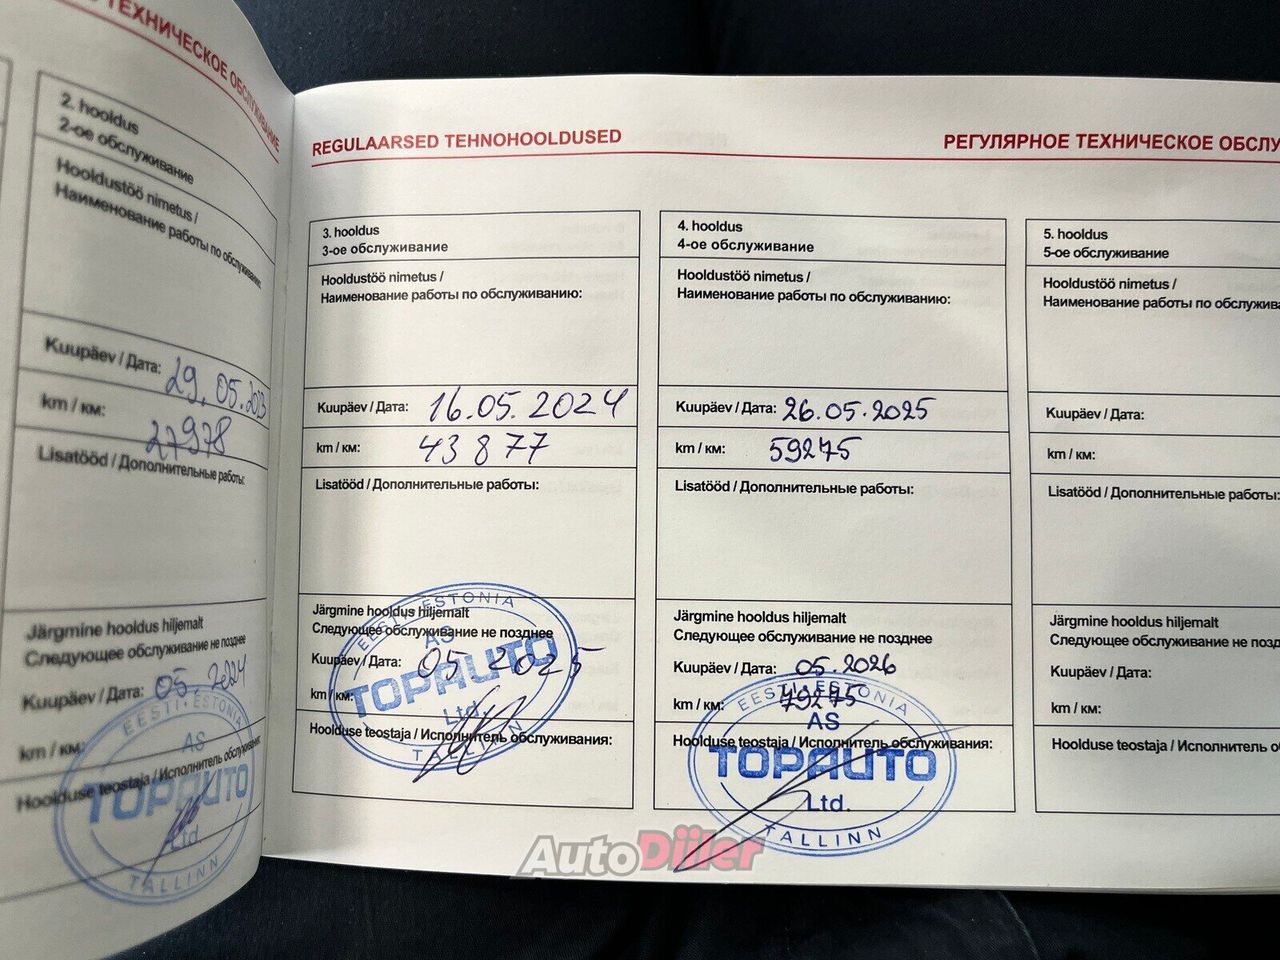 ТЕХНИЧЕСКОЕ ОБСЛУЖИВАНИЕ
2. hooldus
2-ое обслуживание
Hooldustöö nimetus /
Наименование работы по обслуживанию:
Kuupäev / Дата: 29.05.2023
km / км: 27978
Lisatööd / Дополнительные работы:
Järgmine hooldus hiljemalt
Следующее обслуживание не позднее
Kuupäev / Дата: 05.2024
km / км:
Hoolduse teostaja / Исполнитель обслуживания:
EESTI · ESTONIA
AS
TOPAUTO
Ltd.
TALLINN
REGULAARSED TEHNOHOOLDUSED
РЕГУЛЯРНОЕ ТЕХНИЧЕСКОЕ ОБСЛУ
3. hooldus
3-ое обслуживание
Hooldustöö nimetus /
Наименование работы по обслуживанию:
Kuupäev / Дата: 16.05.2024
km / км: 43877
Lisatööd / Дополнительные работы:
Järgmine hooldus hiljemalt
Следующее обслуживание не позднее
Kuupäev / Дата: 05 2025
km / км:
Hoolduse teostaja / Исполнитель обслуживания:
EESTI · ESTONIA
AS
TOPAUTO
Ltd.
TALLINN
4. hooldus
4-ое обслуживание
Hooldustöö nimetus /
Наименование работы по обслуживанию:
Kuupäev / Дата: 26.05.2025
km / км: 59275
Lisatööd / Дополнительные работы:
Järgmine hooldus hiljemalt
Следующее обслуживание не позднее
Kuupäev / Дата: 05.2026
km / км: 79275
Hoolduse teostaja / Исполнитель обслуживания:
EESTI · ESTONIA
AS
TOPAUTO
Ltd.
TALLINN
5. hooldus
5-ое обслуживание
Hooldustöö nimetus /
Наименование работы по обслужива
Kuupäev / Дата:
km / км:
Lisatööd / Дополнительные работы:
Järgmine hooldus hiljemalt
Следующее обслуживание не позд
Kuupäev / Дата:
km / км:
Hoolduse teostaja / Исполнитель о
AutoDiiler